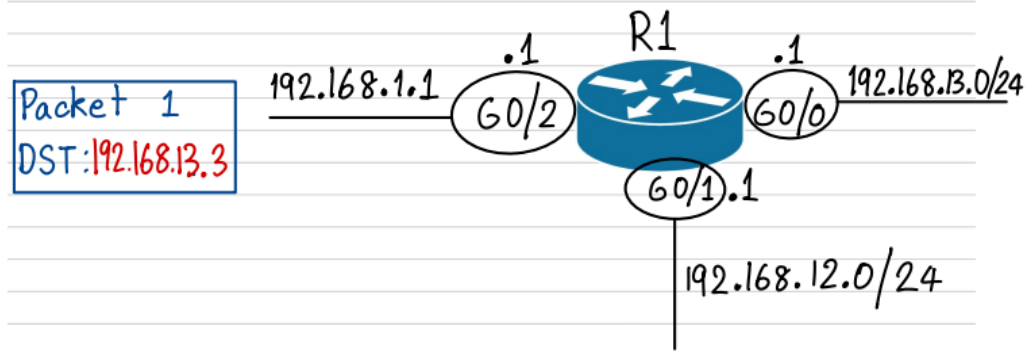 R1
.1
.1
192.168.1.1
192.168.13.0/24
Packet 1
DST:192.168.13.3
G0/2
G0/0
G0/1
.1
192.168.12.0/24